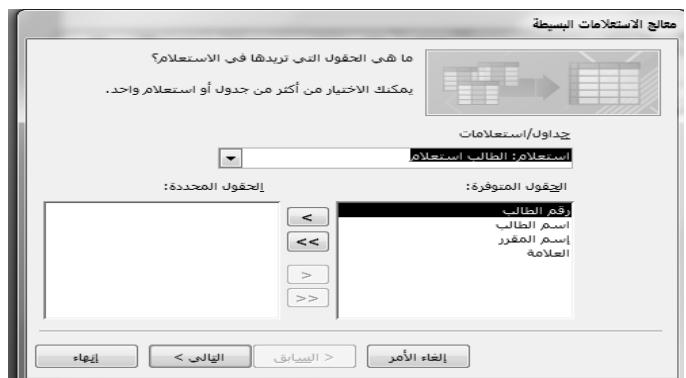 معالج الاستعلامات البسيطة
ما هي الحقول التي تريدها في الاستعلام؟
يمكنك الاختيار من أكثر من جدول أو استعلام واحد.
جداول/استعلامات
استعلام: الطالب استعلام
الحقول المتوفرة:
رقم الطالب
اسم الطالب
إسم المقرر
العلامة
الحقول المحددة:
>
>>
<
<<
إلغاء الأمر
< السابق
التالي >
إنهاء